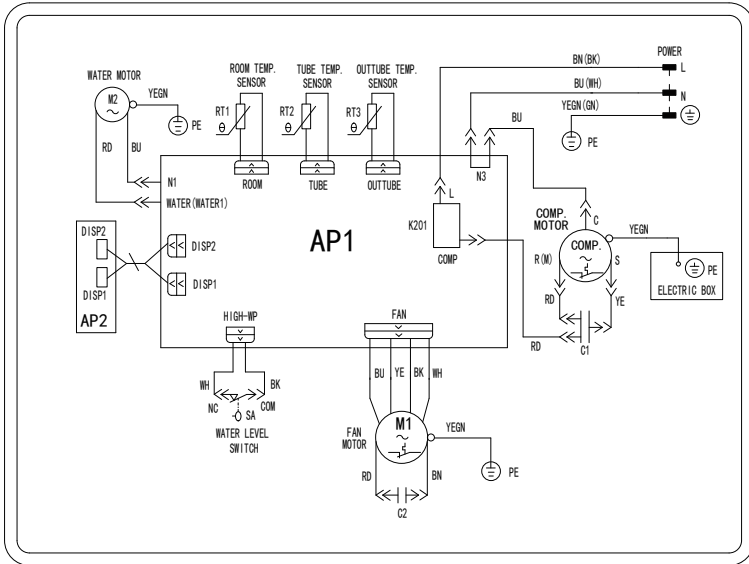 POWER
BN(BK)
L
BU(WH)
N
YEGN(GN)
PE
BU
WATER MOTOR
M2
YEGN
PE
RD
BU
N1
WATER(WATER1)
ROOM TEMP.
SENSOR
RT1
θ
ROOM
TUBE TEMP.
SENSOR
RT2
θ
TUBE
OUTTUBE TEMP.
SENSOR
RT3
θ
OUTTUBE
N3
L
K201
COMP
AP1
DISP2
DISP1
AP2
DISP2
DISP1
COMP.
MOTOR
C
COMP.
YEGN
R(M)
S
PE
ELECTRIC BOX
RD
YE
RD
C1
HIGH-WP
WH
BK
NC
COM
SA
WATER LEVEL
SWITCH
FAN
BU
YE
BK
WH
M1
FAN
MOTOR
YEGN
PE
RD
BN
C2